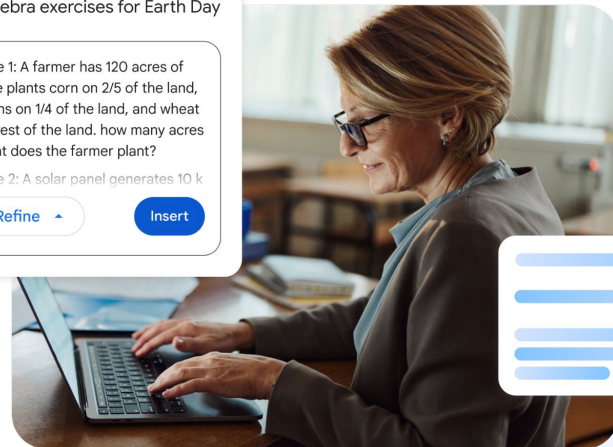 ebra exercises for Earth Day
e 1: A farmer has 120 acres of
e plants corn on 2/5 of the land,
ns on 1/4 of the land, and wheat
rest of the land. how many acres
at does the farmer plant?
e 2: A solar panel generates 10 k
Refine
Insert